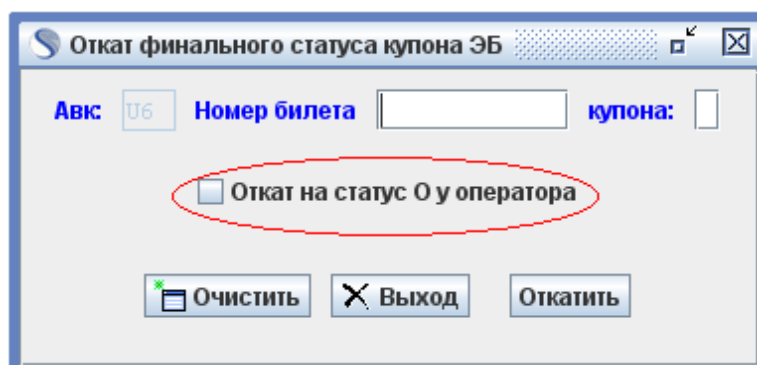 Откат финального статуса купона ЭБ
Авк: U6 Номер билета купона:
Откат на статус О у оператора
Очистить Выход Откатить